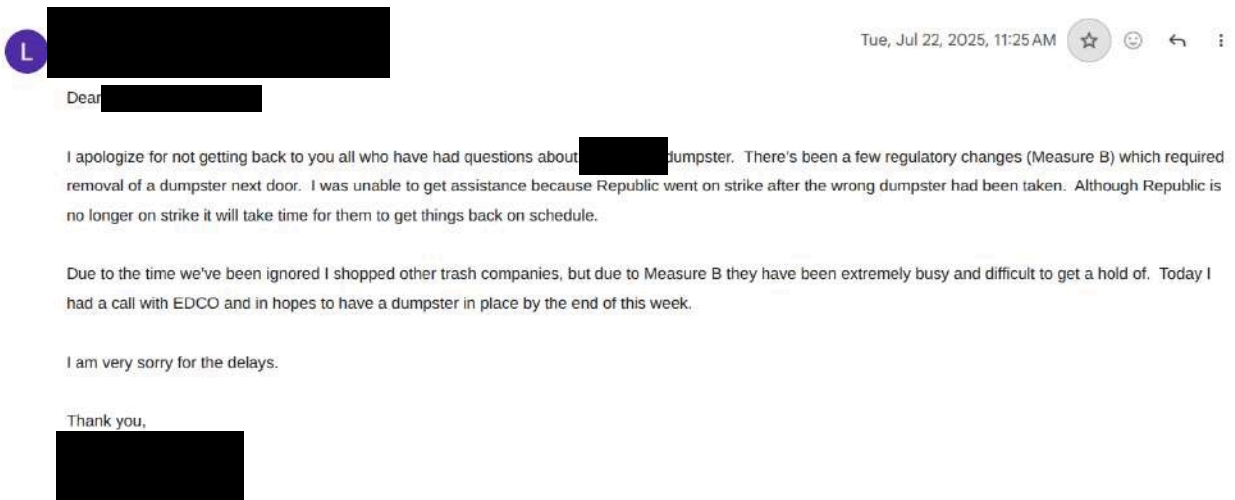 L
Tue, Jul 22, 2025, 11:25 AM
Dear
I apologize for not getting back to you all who have had questions about dumpster. There's been a few regulatory changes (Measure B) which required
removal of a dumpster next door. I was unable to get assistance because Republic went on strike after the wrong dumpster had been taken. Although Republic is
no longer on strike it will take time for them to get things back on schedule.
Due to the time we've been ignored I shopped other trash companies, but due to Measure B they have been extremely busy and difficult to get a hold of. Today I
had a call with EDCO and in hopes to have a dumpster in place by the end of this week.
I am very sorry for the delays.
Thank you,